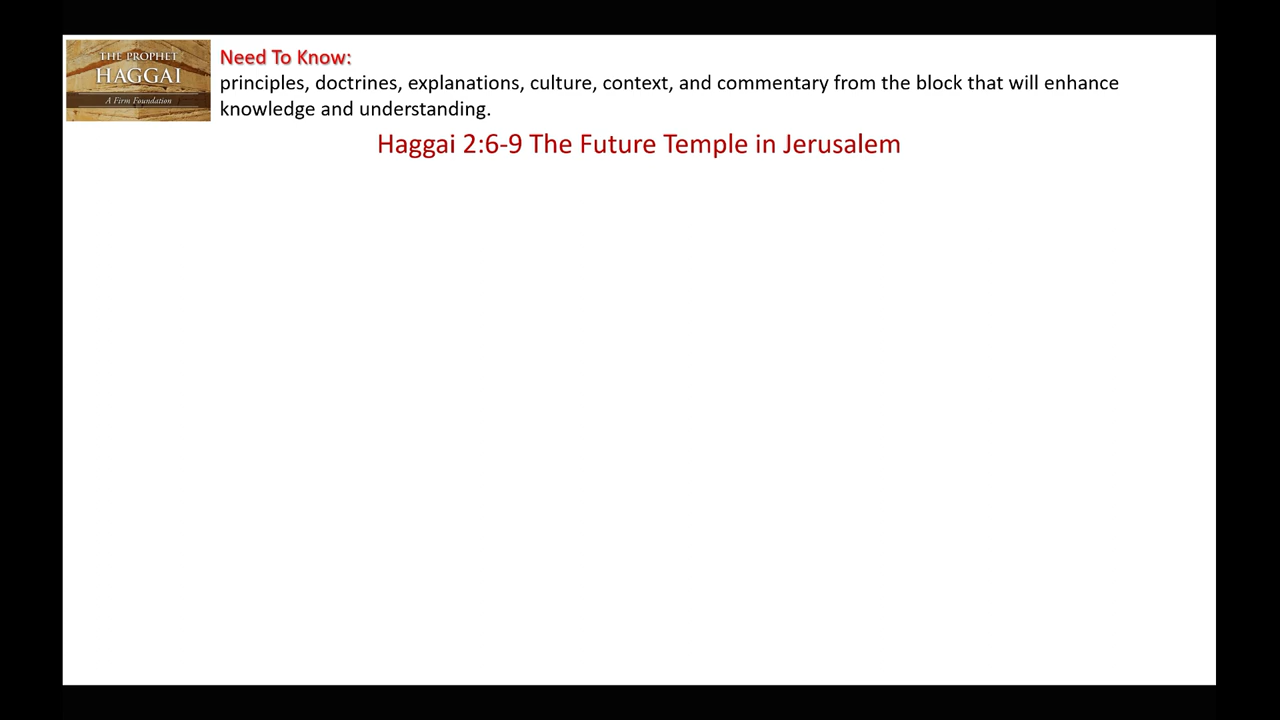 THE PROPHET
HAGGAI
A Firm Foundation
Need To Know:
principles, doctrines, explanations, culture, context, and commentary from the block that will enhance
knowledge and understanding.
Haggai 2:6-9 The Future Temple in Jerusalem